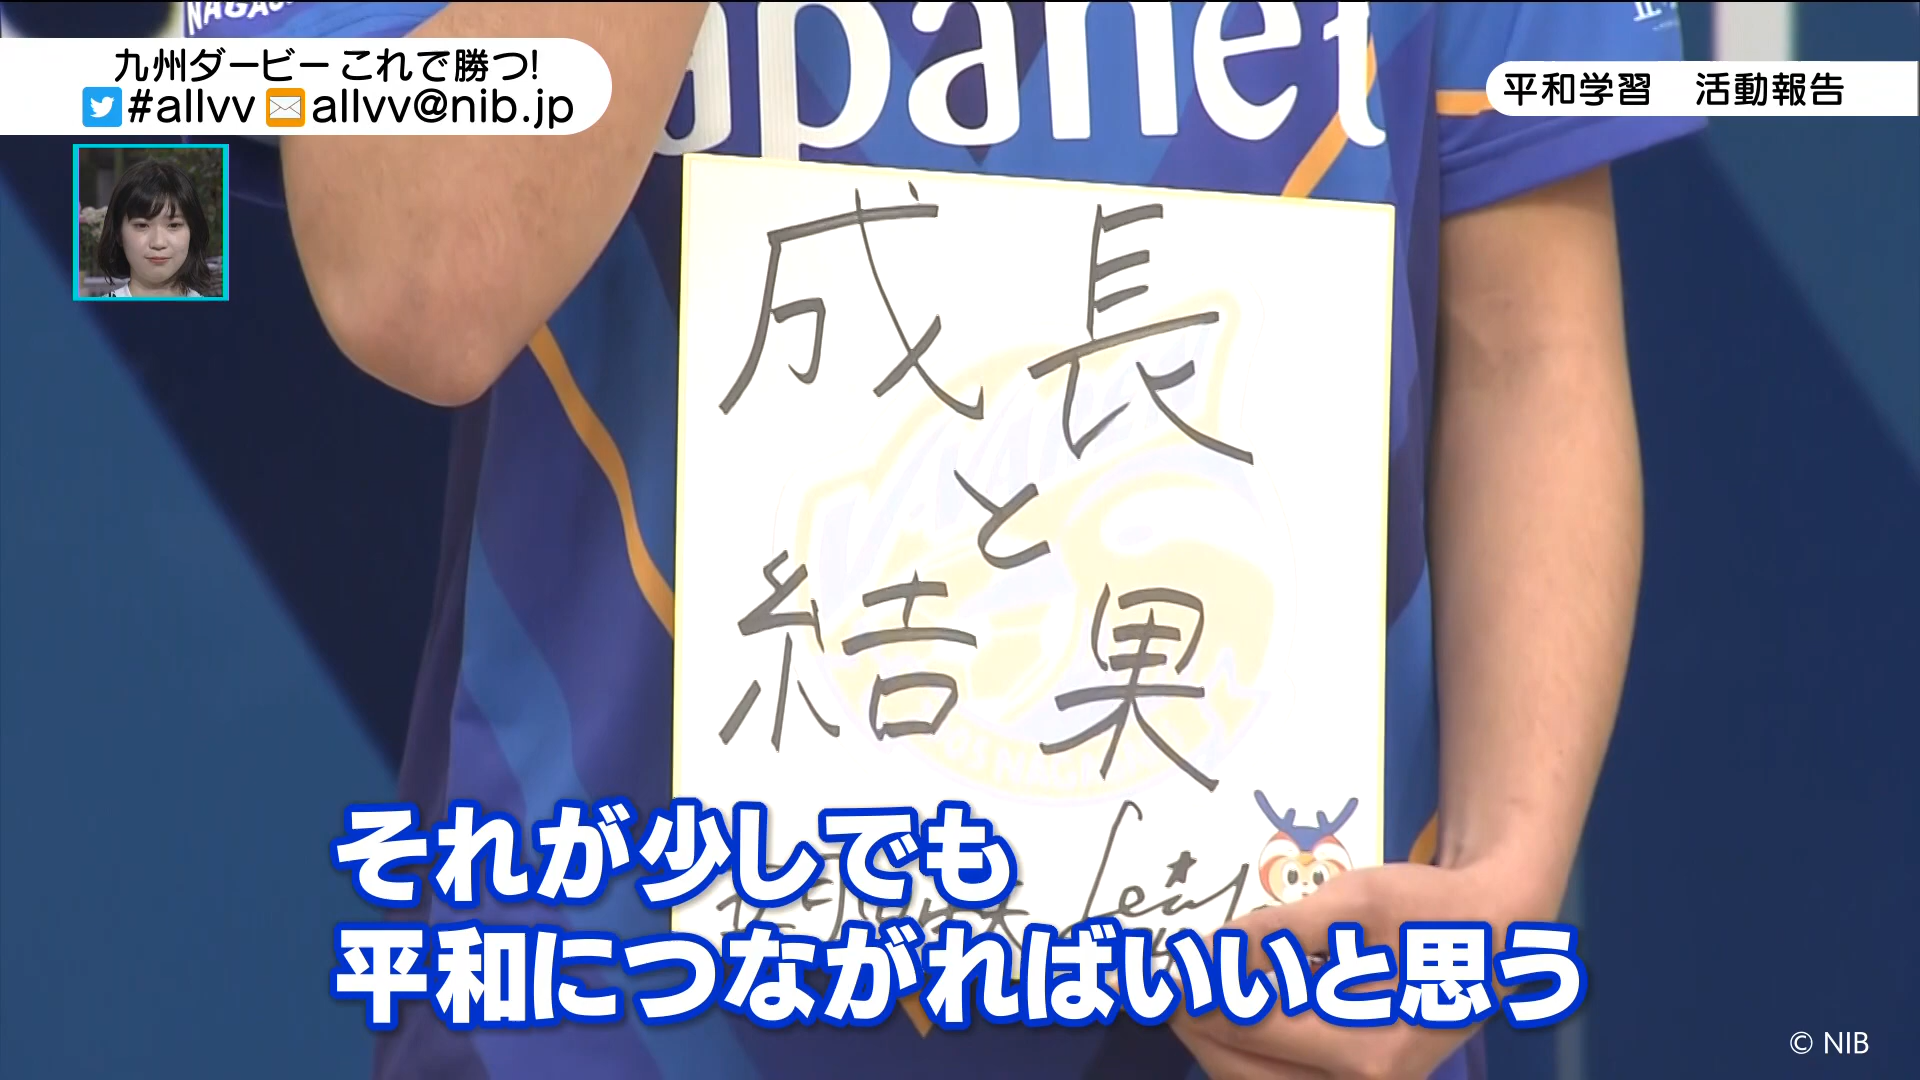 九州ダービー これで勝つ!
#allvv allvv@nib.jp
平和学習 活動報告
apanet
成長
と
結果
それが少しでも
平和につながればいいと思う
© NIB